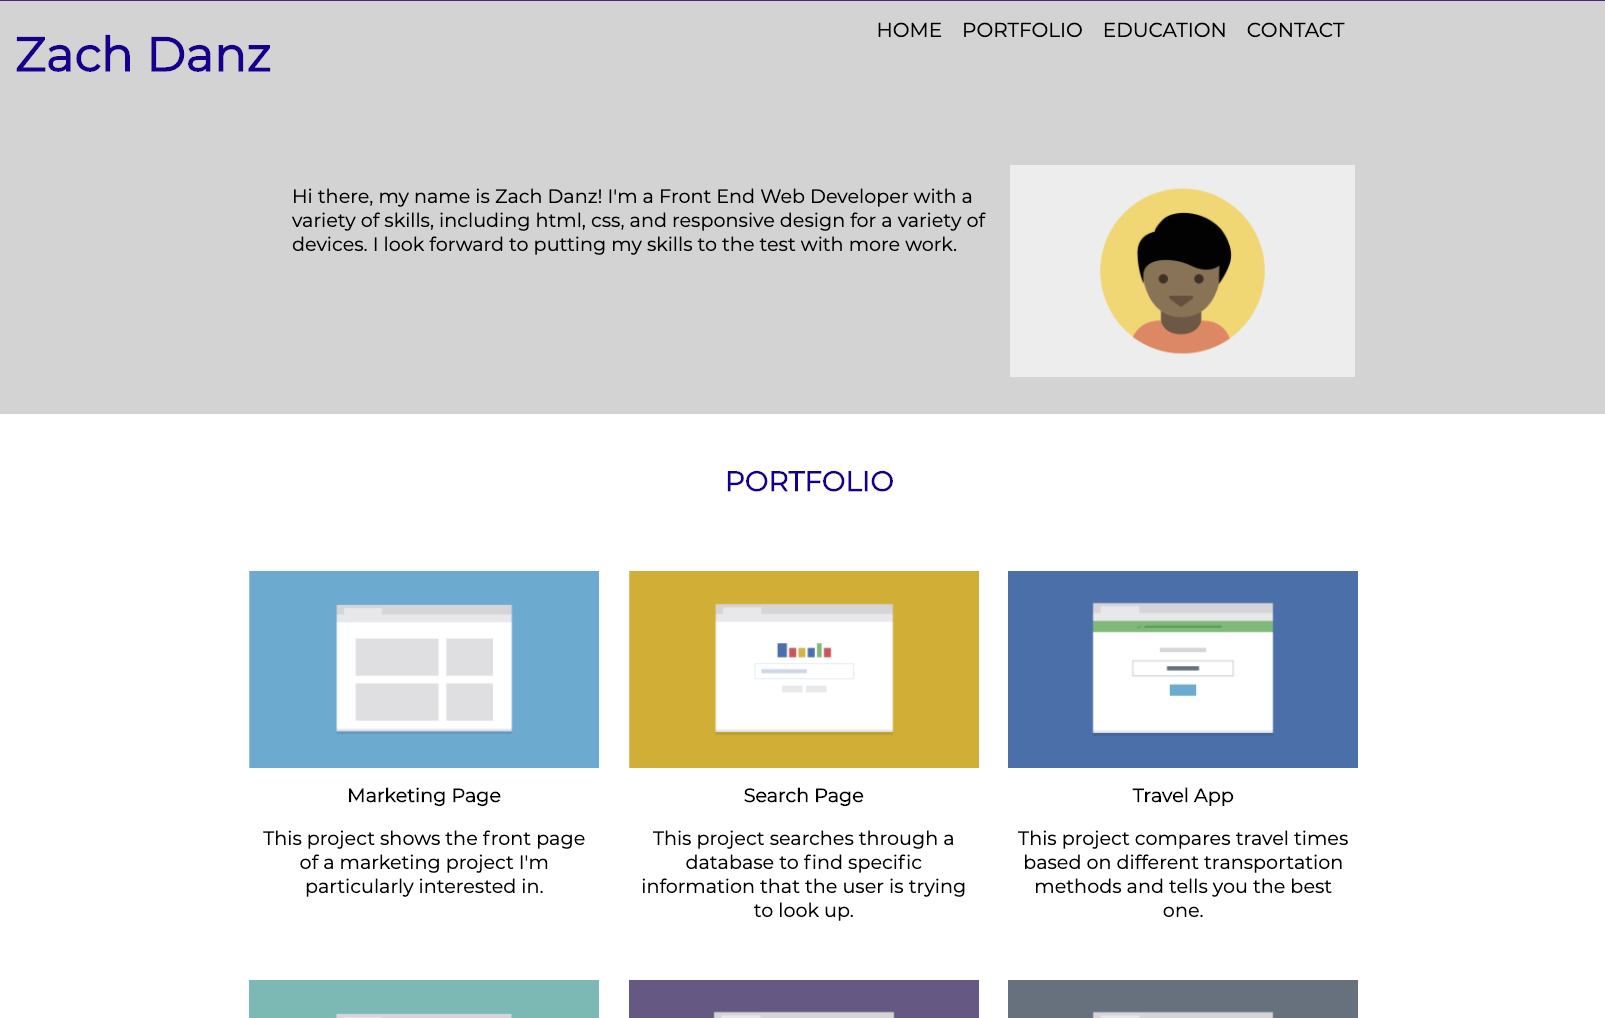 Zach Danz
HOME PORTFOLIO EDUCATION CONTACT
Hi there, my name is Zach Danz! I'm a Front End Web Developer with a
variety of skills, including html, css, and responsive design for a variety of
devices. I look forward to putting my skills to the test with more work.
PORTFOLIO
Marketing Page
This project shows the front page
of a marketing project I'm
particularly interested in.
Search Page
This project searches through a
database to find specific
information that the user is trying
to look up.
Travel App
This project compares travel times
based on different transportation
methods and tells you the best
one.